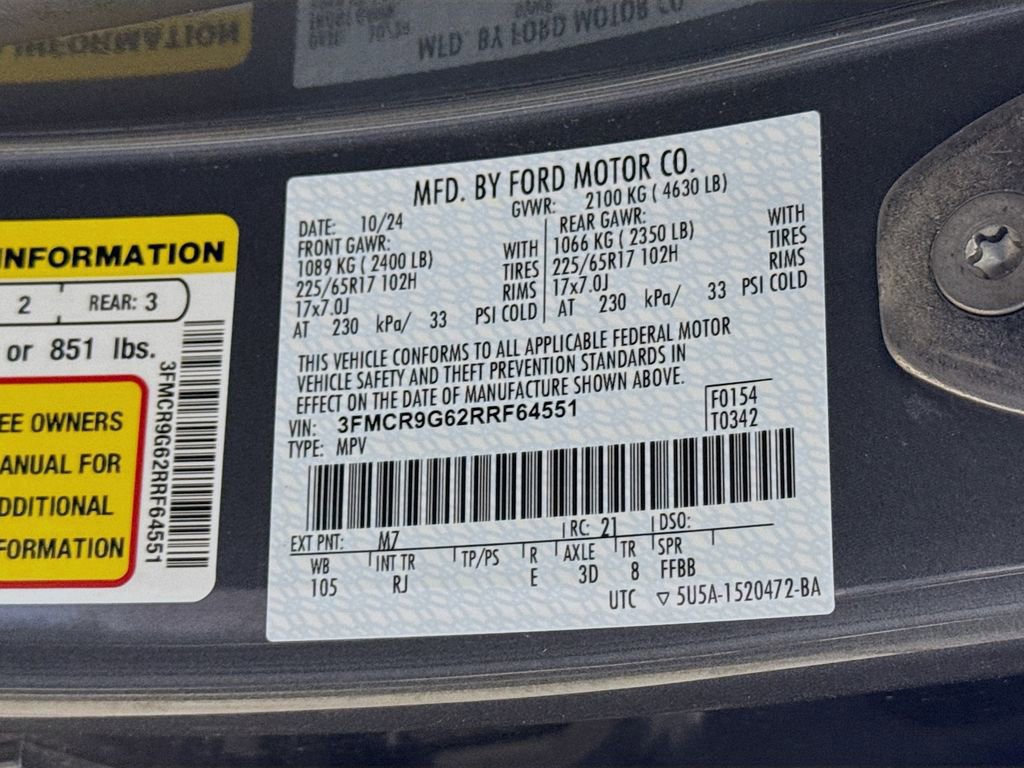 INFORMATION
2 REAR: 3
or 851 lbs.
EE OWNERS
ANUAL FOR
DDITIONAL
FORMATION
3FMCR9G62RRF64551
MFD. BY FORD MOTOR CO.
DATE: 10/24 GVWR: 2100 KG ( 4630 LB)
FRONT GAWR: REAR GAWR:
1089 KG ( 2400 LB) WITH 1066 KG ( 2350 LB) WITH
225/65R17 102H TIRES 225/65R17 102H TIRES
17x7.0J RIMS 17x7.0J RIMS
AT 230 kPa/ 33 PSI COLD AT 230 kPa/ 33 PSI COLD
THIS VEHICLE CONFORMS TO ALL APPLICABLE FEDERAL MOTOR
VEHICLE SAFETY AND THEFT PREVENTION STANDARDS IN
EFFECT ON THE DATE OF MANUFACTURE SHOWN ABOVE.
VIN: 3FMCR9G62RRF64551 F0154
TYPE: MPV T0342
EXT PNT: M7 RC: 21 DSO:
WB INT TR TP/PS R AXLE TR SPR
105 RJ E 3D 8 FFBB
UTC ▽ 5U5A-1520472-BA